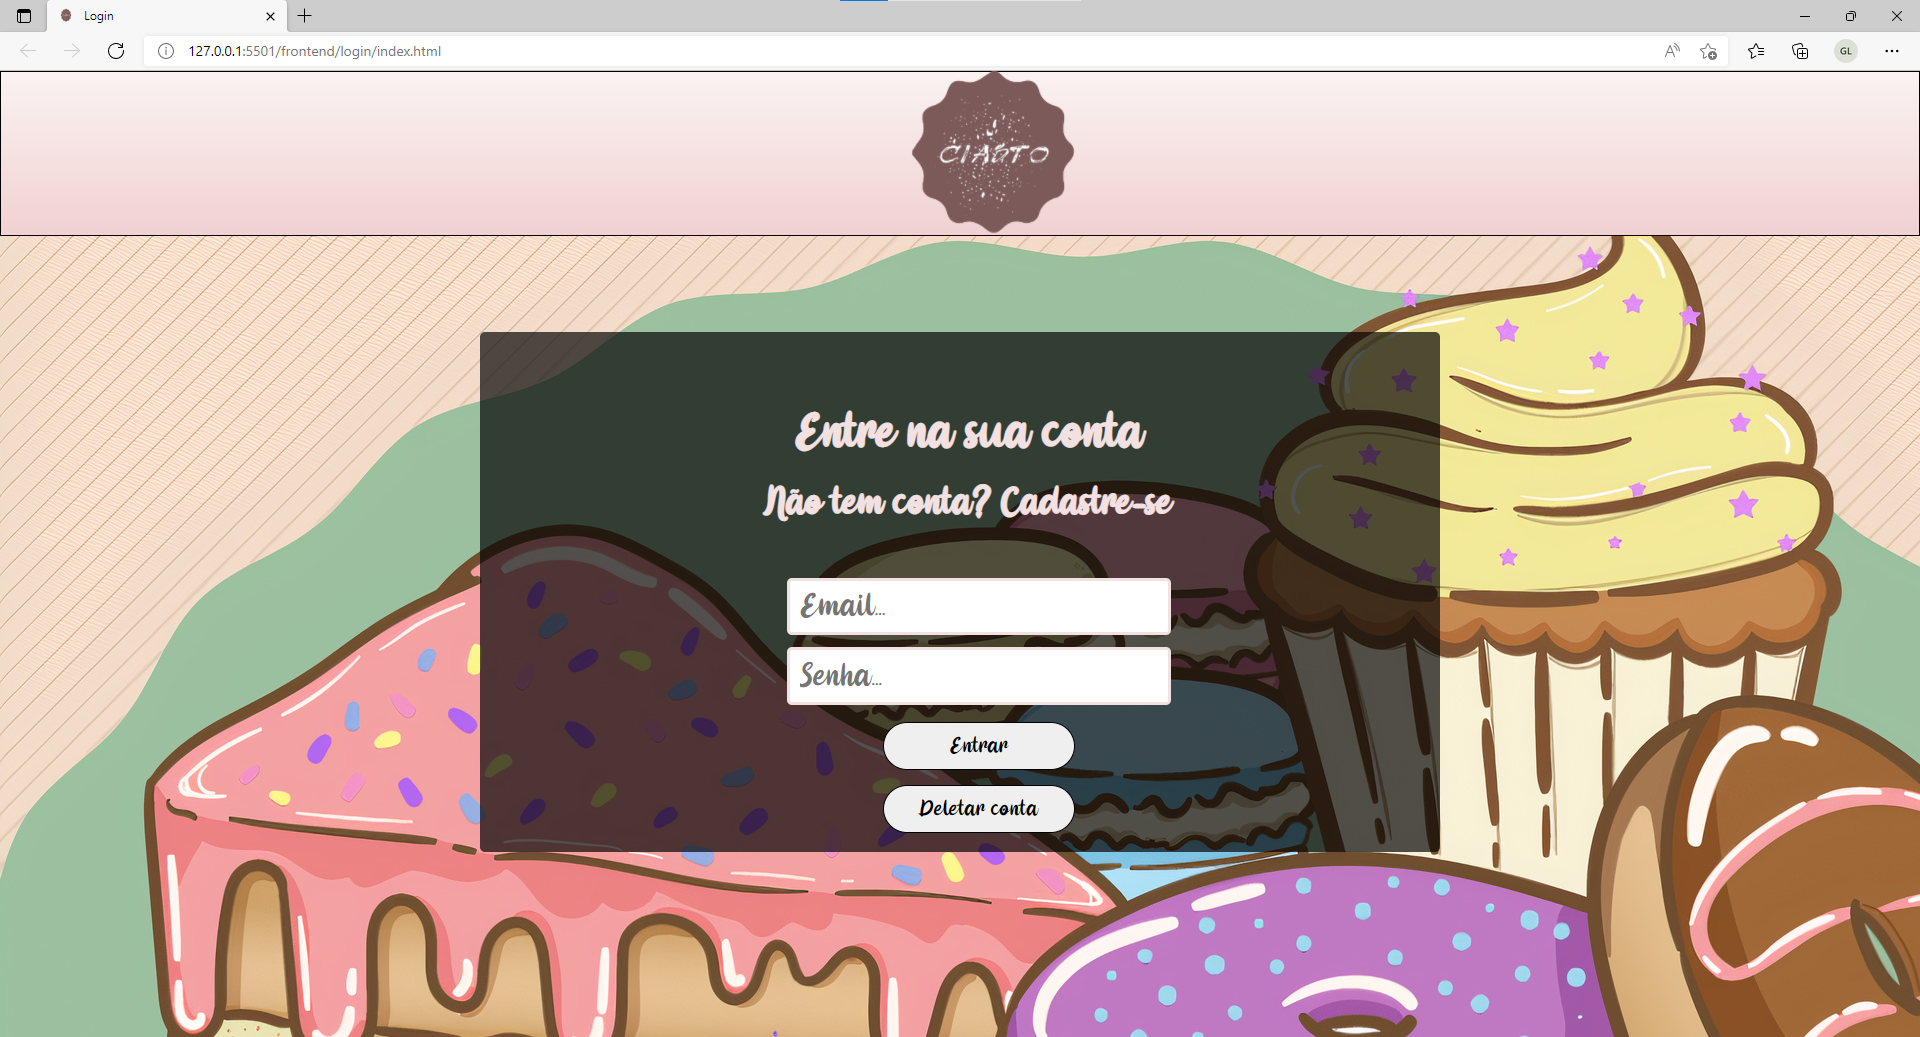 Login
127.0.0.1:5501/frontend/login/index.html
GL
CIASTO
Entre na sua conta
Não tem conta? Cadastre-se
Email...
Senha...
Entrar
Deletar conta